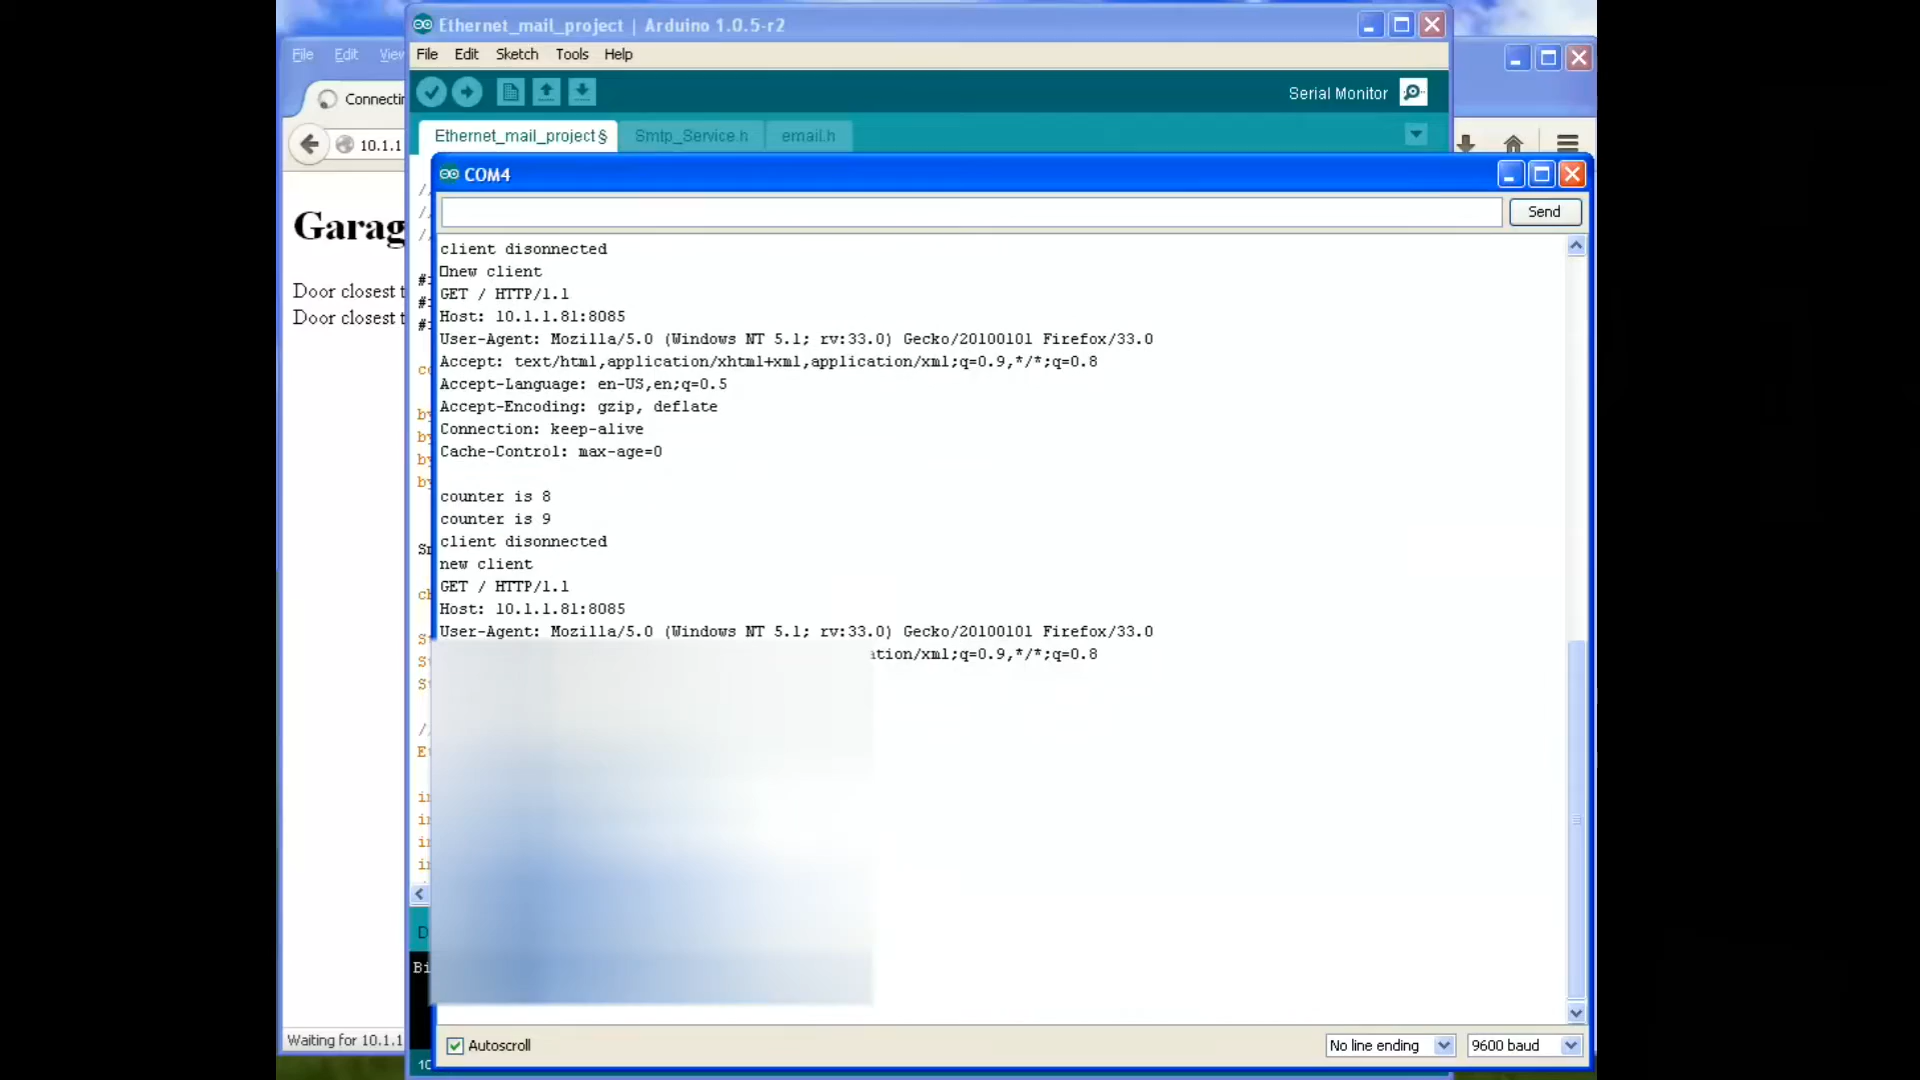 Ethernet_mail_project | Arduino 1.0.5-r2
File Edit Sketch Tools Help
File Edit View
Serial Monitor
Connectin
Ethernet_mail_project § Smtp_Service.h email.h
10.1.1
COM4
Send
Garag
Door closest t
Door closest t
client disonnected
new client
GET / HTTP/1.1
Host: 10.1.1.81:8085
User-Agent: Mozilla/5.0 (Windows NT 5.1; rv:33.0) Gecko/20100101 Firefox/33.0
Accept: text/html,application/xhtml+xml,application/xml;q=0.9,*/*;q=0.8
Accept-Language: en-US,en;q=0.5
Accept-Encoding: gzip, deflate
Connection: keep-alive
Cache-Control: max-age=0
counter is 8
counter is 9
client disonnected
new client
GET / HTTP/1.1
Host: 10.1.1.81:8085
User-Agent: Mozilla/5.0 (Windows NT 5.1; rv:33.0) Gecko/20100101 Firefox/33.0
ation/xml;q=0.9,*/*;q=0.8
Bi
Waiting for 10.1.1
Autoscroll
No line ending
9600 baud
10